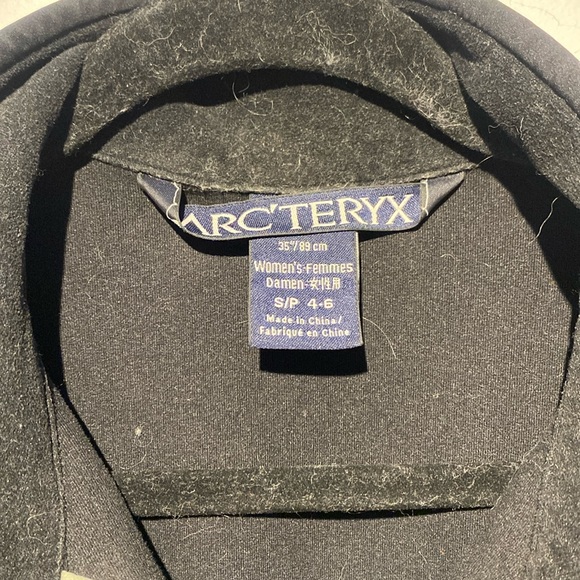 ARC'TERYX
35"/89 cm
Women's-Femmes
Damen-女性用
S/P 4-6
Made in China/
Fabriqué en Chine